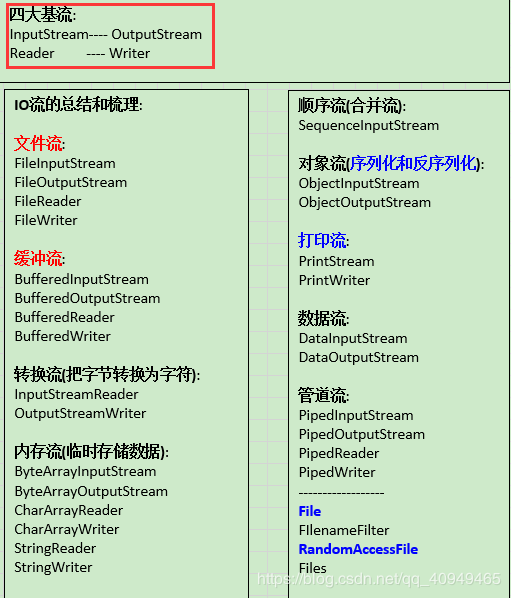 四大基流:
InputStream---- OutputStream
Reader ---- Writer
IO流的总结和梳理:
文件流:
FileInputStream
FileOutputStream
FileReader
FileWriter
缓冲流:
BufferedInputStream
BufferedOutputStream
BufferedReader
BufferedWriter
转换流(把字节转换为字符):
InputStreamReader
OutputStreamWriter
内存流(临时存储数据):
ByteArrayInputStream
ByteArrayOutputStream
CharArrayReader
CharArrayWriter
StringReader
StringWriter
顺序流(合并流):
SequenceInputStream
对象流(序列化和反序列化):
ObjectInputStream
ObjectOutputStream
打印流:
PrintStream
PrintWriter
数据流:
DataInputStream
DataOutputStream
管道流:
PipedInputStream
PipedOutputStream
PipedReader
PipedWriter
------------------
File
FIlenameFilter
RandomAccessFile
Files
https://blog.csdn.net/qq_40949465